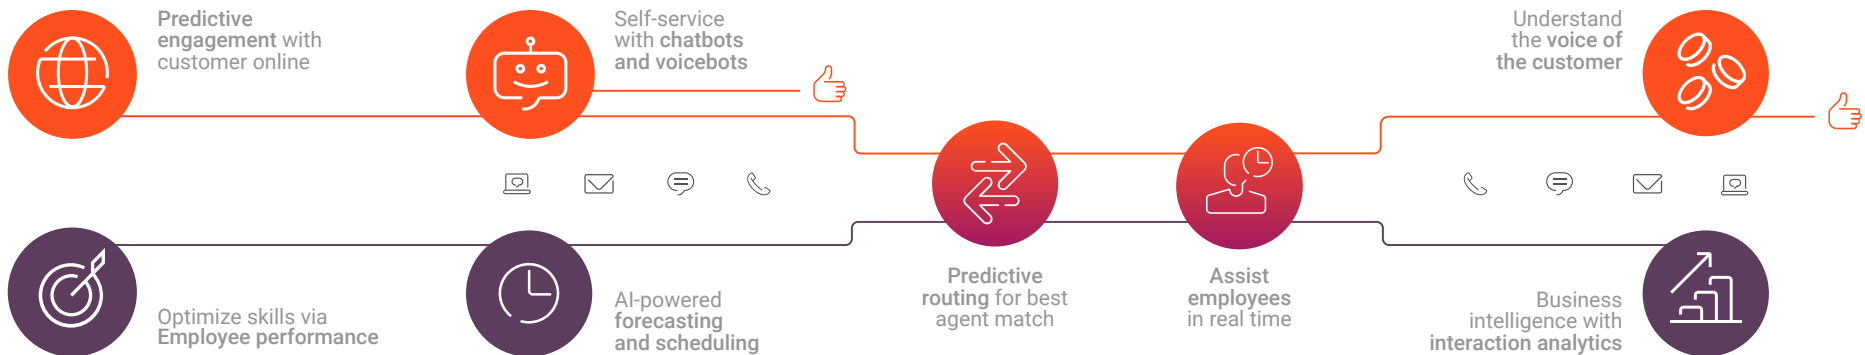 Predictive
engagement with
customer online
Self-service
with chatbots
and voicebots
Understand
the voice of
the customer
Optimize skills via
Employee performance
AI-powered
forecasting
and scheduling
Predictive
routing for best
agent match
Assist
employees
in real time
Business
intelligence with
interaction analytics